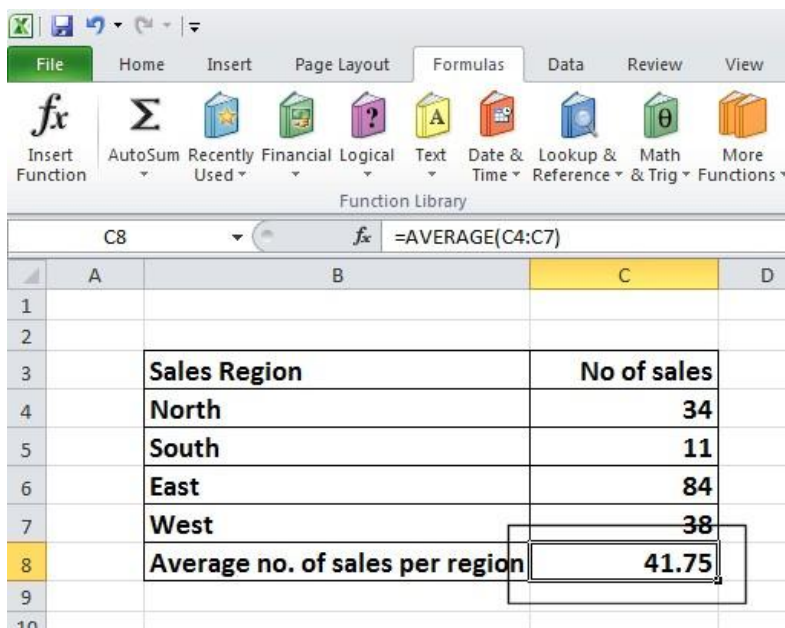 File Home Insert Page Layout Formulas Data Review View
fx Σ ? A θ
Insert AutoSum Recently Financial Logical Text Date & Lookup & Math More
Function Used Time Reference & Trig Functions
Function Library
C8 fx =AVERAGE(C4:C7)
A B C D
1
2
3 Sales Region No of sales
4 North 34
5 South 11
6 East 84
7 West 38
8 Average no. of sales per region 41.75
9
10